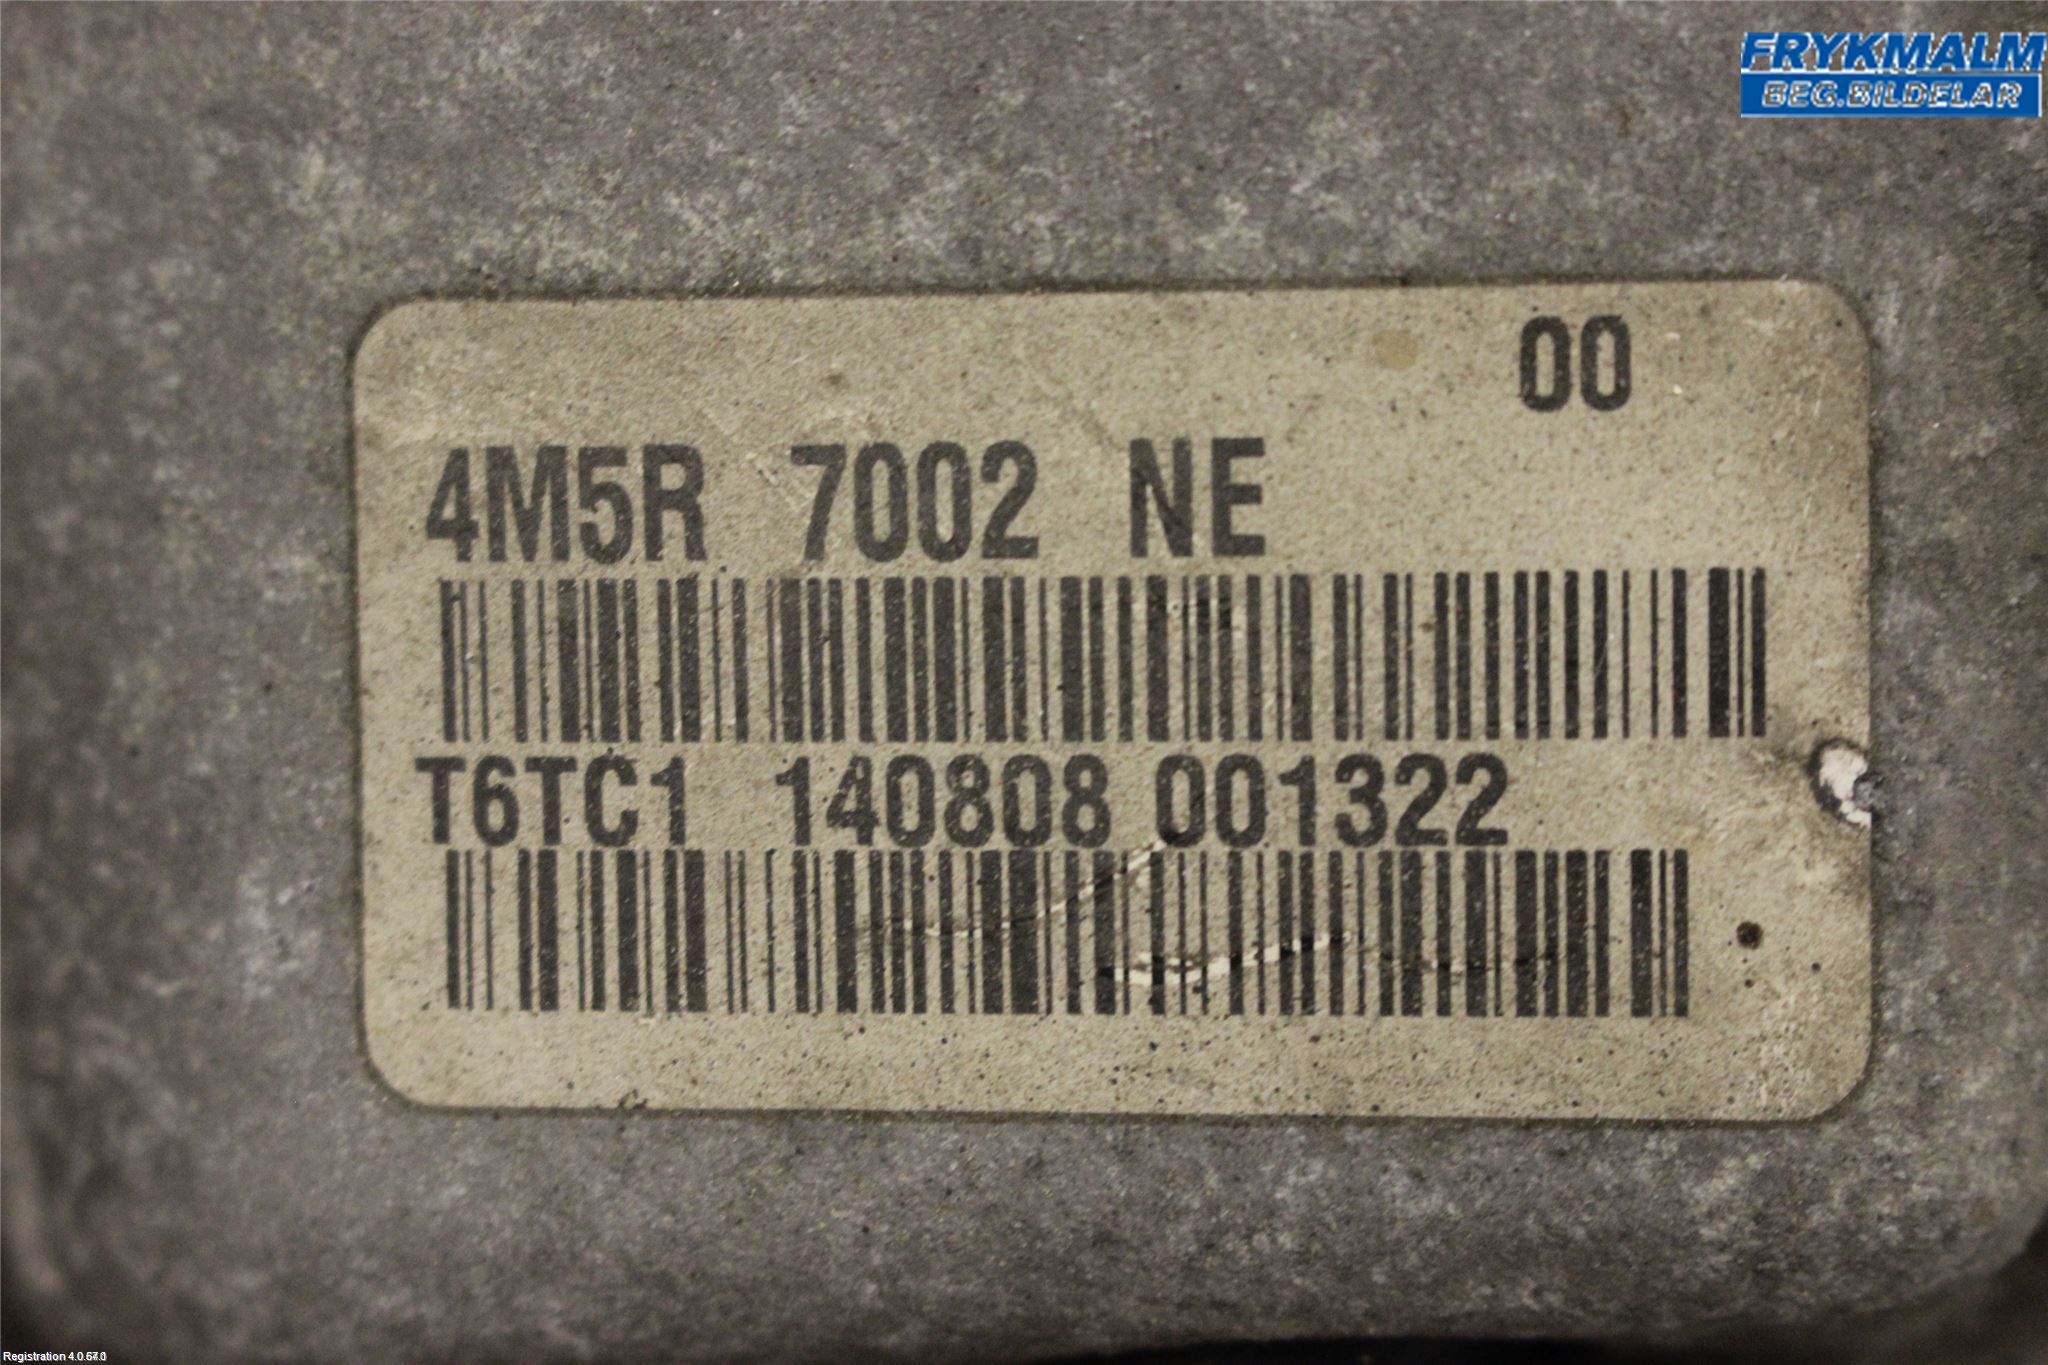 FRYKMALM
BEG.BILDELAR
00
4M5R 7002 NE
T6TC1 140808 001322